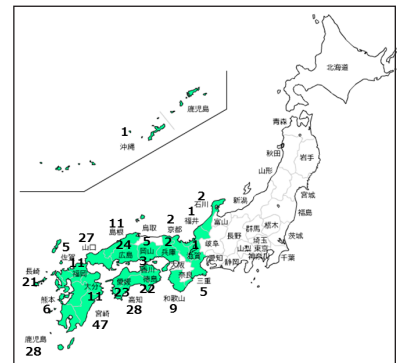 北海道
青森
秋田
岩手
山形
宮城
新潟
福島
鹿児島
1
沖縄
2
石川
1
福井
富山
群馬
栃木
長野
埼玉
茨城
岐阜
山梨
東京
神奈川
千葉
愛知
静岡
11
島根
鳥取
2
京都
1
滋賀
27
山口
24
広島
5
岡山
2
兵庫
大阪
奈良
三重
5
9
和歌山
3
香川
22
徳島
23
愛媛
28
高知
5
佐賀
11
福岡
長崎
21
11
大分
6
熊本
宮崎
47
鹿児島
28